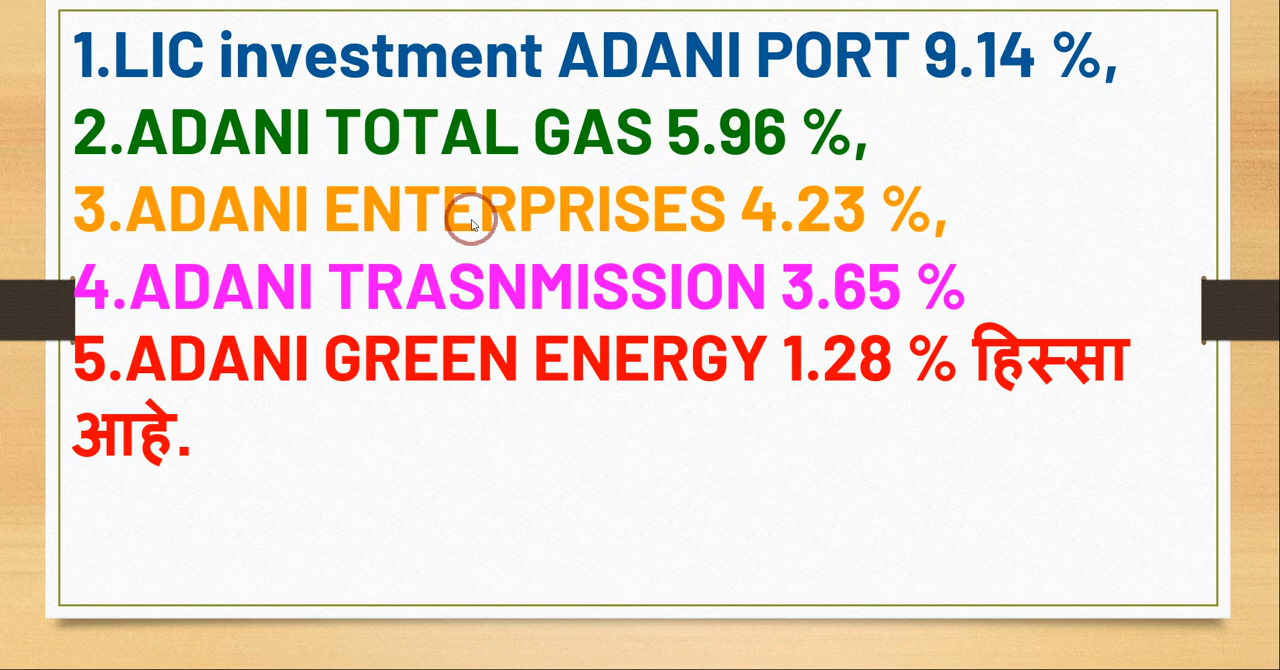 1.LIC investment ADANI PORT 9.14 %,
2.ADANI TOTAL GAS 5.96 %,
3.ADANI ENTERPRISES 4.23 %,
4.ADANI TRASNMISSION 3.65 %
5.ADANI GREEN ENERGY 1.28 % हिस्सा
आहे.